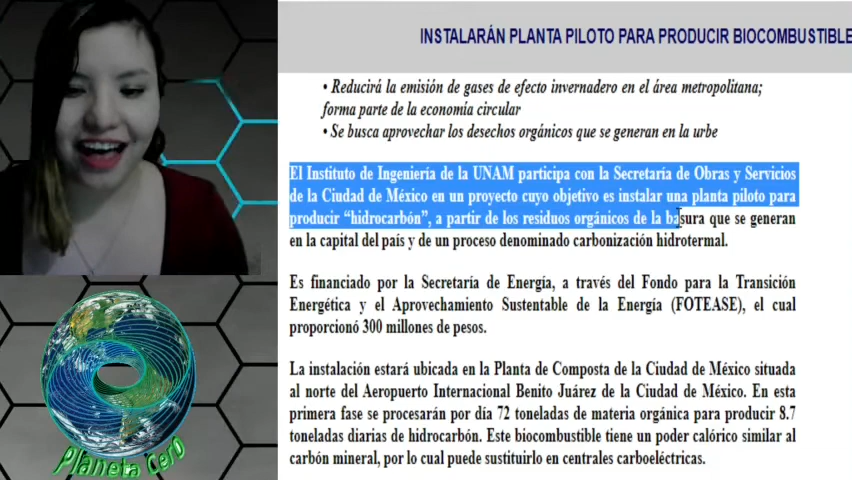 INSTALARÁN PLANTA PILOTO PARA PRODUCIR BIOCOMBUSTIBLE
• Reducirá la emisión de gases de efecto invernadero en el área metropolitana;
forma parte de la economía circular
• Se busca aprovechar los desechos orgánicos que se generan en la urbe
El Instituto de Ingeniería de la UNAM participa con la Secretaría de Obras y Servicios
de la Ciudad de México en un proyecto cuyo objetivo es instalar una planta piloto para
producir “hidrocarbón”, a partir de los residuos orgánicos de la basura que se generan
en la capital del país y de un proceso denominado carbonización hidrotermal.
Es financiado por la Secretaría de Energía, a través del Fondo para la Transición
Energética y el Aprovechamiento Sustentable de la Energía (FOTEASE), el cual
proporcionó 300 millones de pesos.
La instalación estará ubicada en la Planta de Composta de la Ciudad de México situada
al norte del Aeropuerto Internacional Benito Juárez de la Ciudad de México. En esta
primera fase se procesarán por día 72 toneladas de materia orgánica para producir 8.7
toneladas diarias de hidrocarbón. Este biocombustible tiene un poder calórico similar al
carbón mineral, por lo cual puede sustituirlo en centrales carboeléctricas.
Planeta Cer0